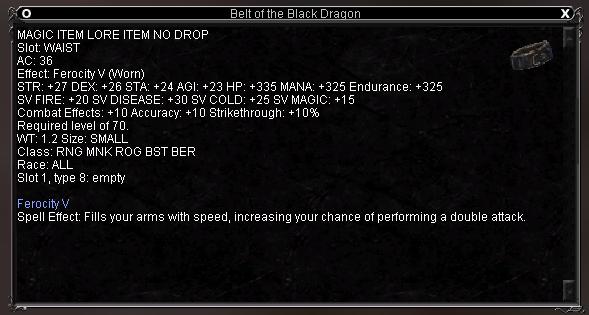 O Belt of the Black Dragon X
MAGIC ITEM LORE ITEM NO DROP
Slot: WAIST
AC: 36
Effect: Ferocity V (Worn)
STR: +27 DEX: +26 STA: +24 AGI: +23 HP: +335 MANA: +325 Endurance: +325
SV FIRE: +20 SV DISEASE: +30 SV COLD: +25 SV MAGIC: +15
Combat Effects: +10 Accuracy: +10 Strikethrough: +10%
Required level of 70.
WT: 1.2 Size: SMALL
Class: RNG MNK ROG BST BER
Race: ALL
Slot 1, type 8: empty
Ferocity V
Spell Effect: Fills your arms with speed, increasing your chance of performing a double attack.